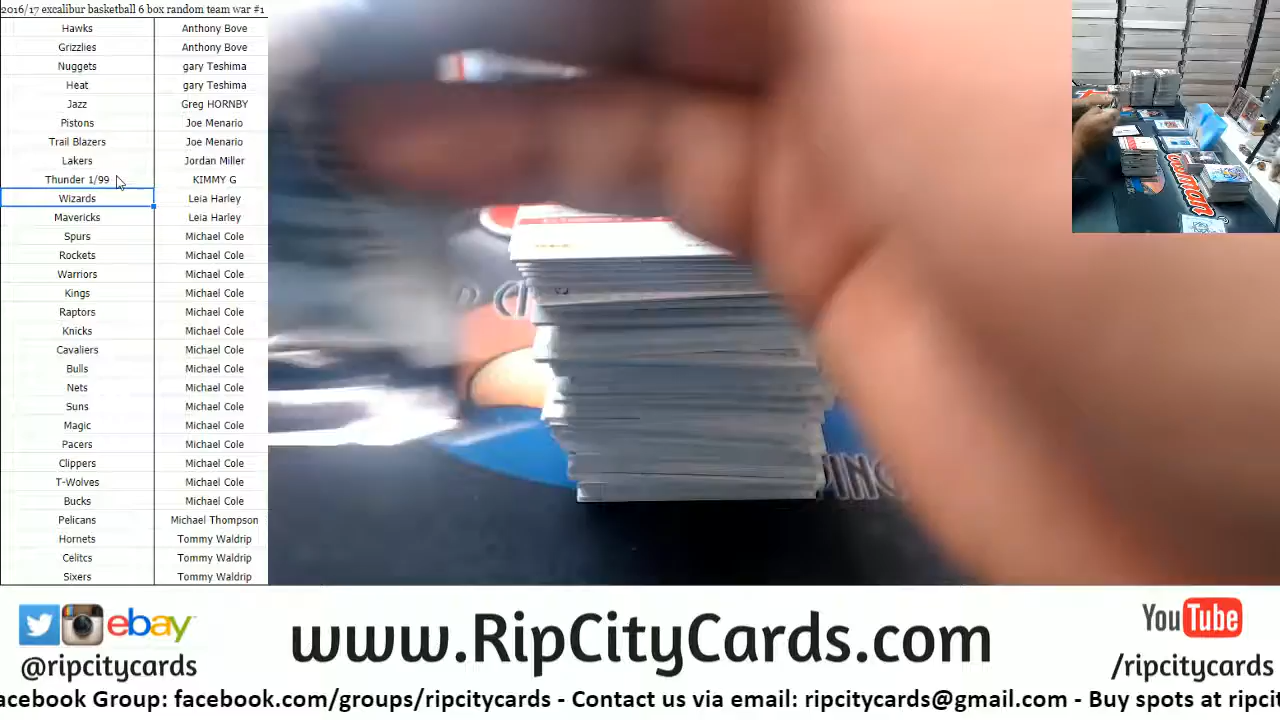 2016/17 excalibur basketball 6 box random team war #1
Hawks Anthony Bove
Grizzlies Anthony Bove
Nuggets gary Teshima
Heat gary Teshima
Jazz Greg HORNBY
Pistons Joe Menario
Trail Blazers Joe Menario
Lakers Jordan Miller
Thunder 1/99 KIMMY G
Wizards Leia Harley
Mavericks Leia Harley
Spurs Michael Cole
Rockets Michael Cole
Warriors Michael Cole
Kings Michael Cole
Raptors Michael Cole
Knicks Michael Cole
Cavaliers Michael Cole
Bulls Michael Cole
Nets Michael Cole
Suns Michael Cole
Magic Michael Cole
Pacers Michael Cole
Clippers Michael Cole
T-Wolves Michael Cole
Bucks Michael Cole
Pelicans Michael Thompson
Hornets Tommy Waldrip
Celitcs Tommy Waldrip
Sixers Tommy Waldrip
ebay
@ripcitycards
www.RipCityCards.com
YouTube
/ripcitycards
acebook Group: facebook.com/groups/ripcitycards - Contact us via email: ripcitycards@gmail.com - Buy spots at ripcit